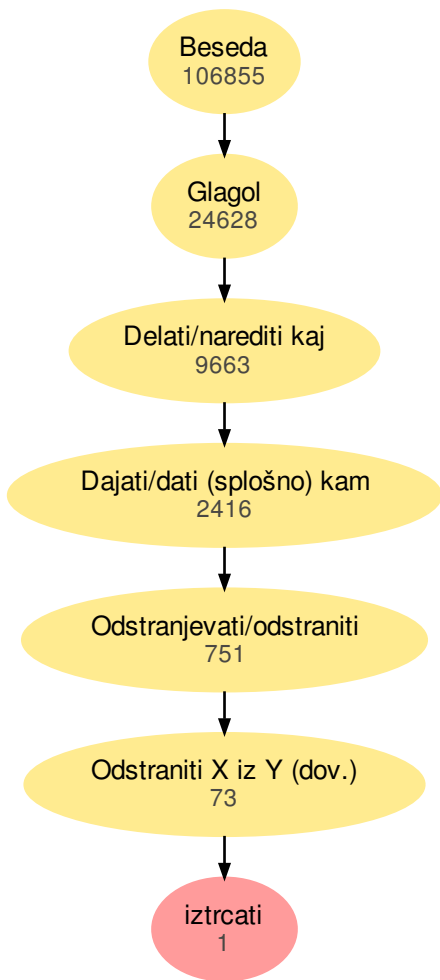 Beseda
106855
Glagol
24628
Delati/narediti kaj
9663
Dajati/dati (splošno) kam
2416
Odstranjevati/odstraniti
751
Odstraniti X iz Y (dov.)
73
iztrcati
1